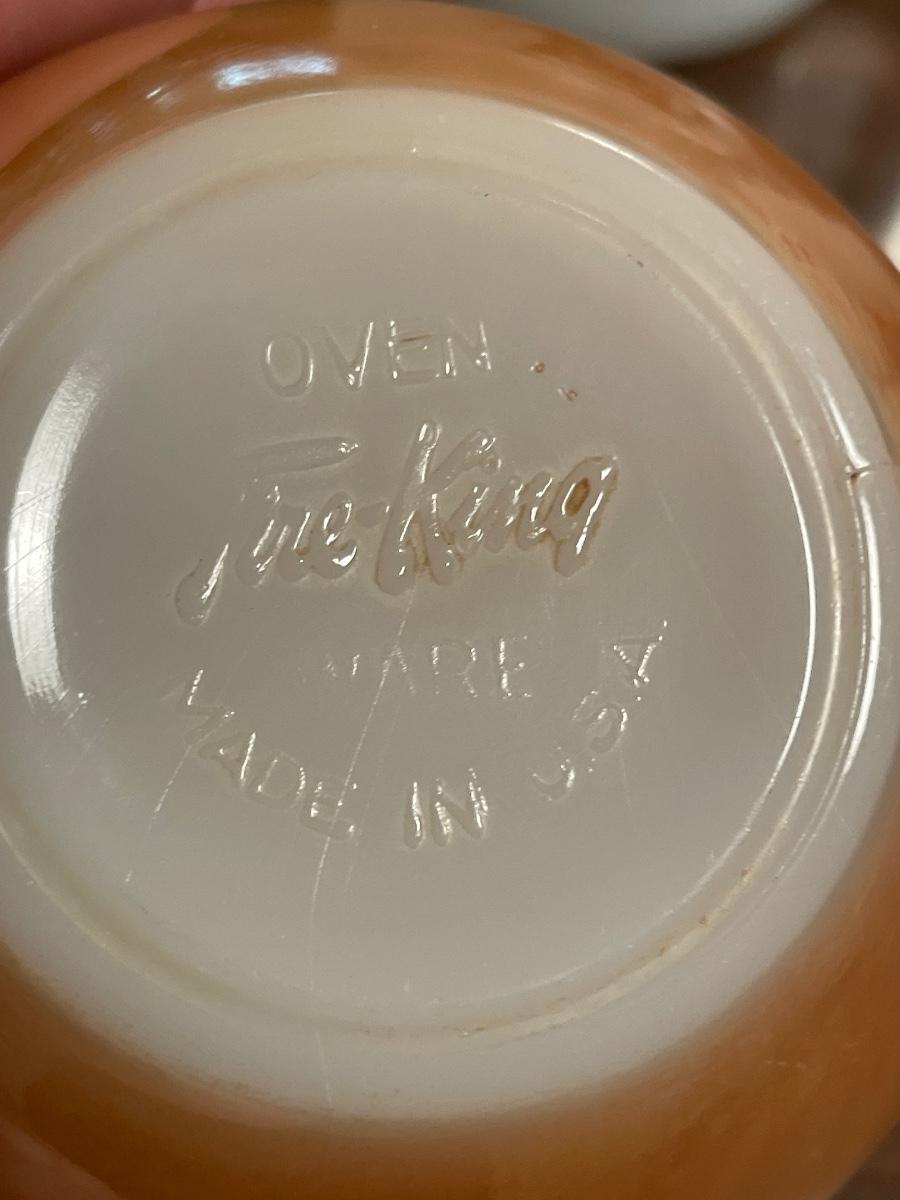 OVEN
Fire-King
WARE
MADE IN U.S.A